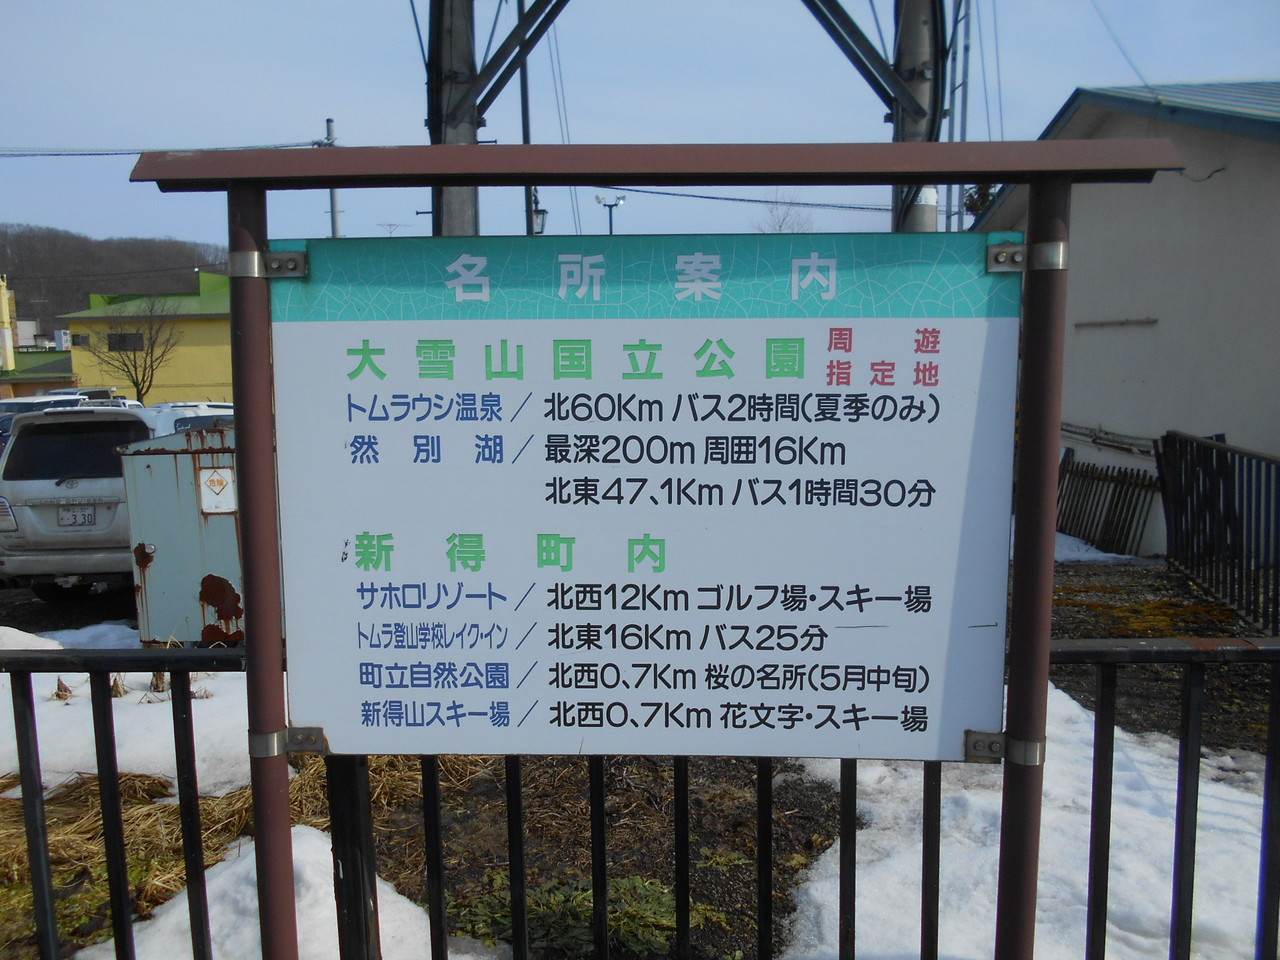 名所案内
大雪山国立公園 周遊指定地
トムラウシ温泉/北60Km バス2時間(夏季のみ)
然別湖/最深200m 周囲16Km
北東47、1Km バス1時間30分
新得町内
サホロリゾート/北西12Km ゴルフ場・スキー場
トムラ登山学校レイク・イン/北東16Km バス25分
町立自然公園/北西0、7Km 桜の名所(5月中旬)
新得山スキー場/北西0、7Km 花文字・スキー場
危険
・330